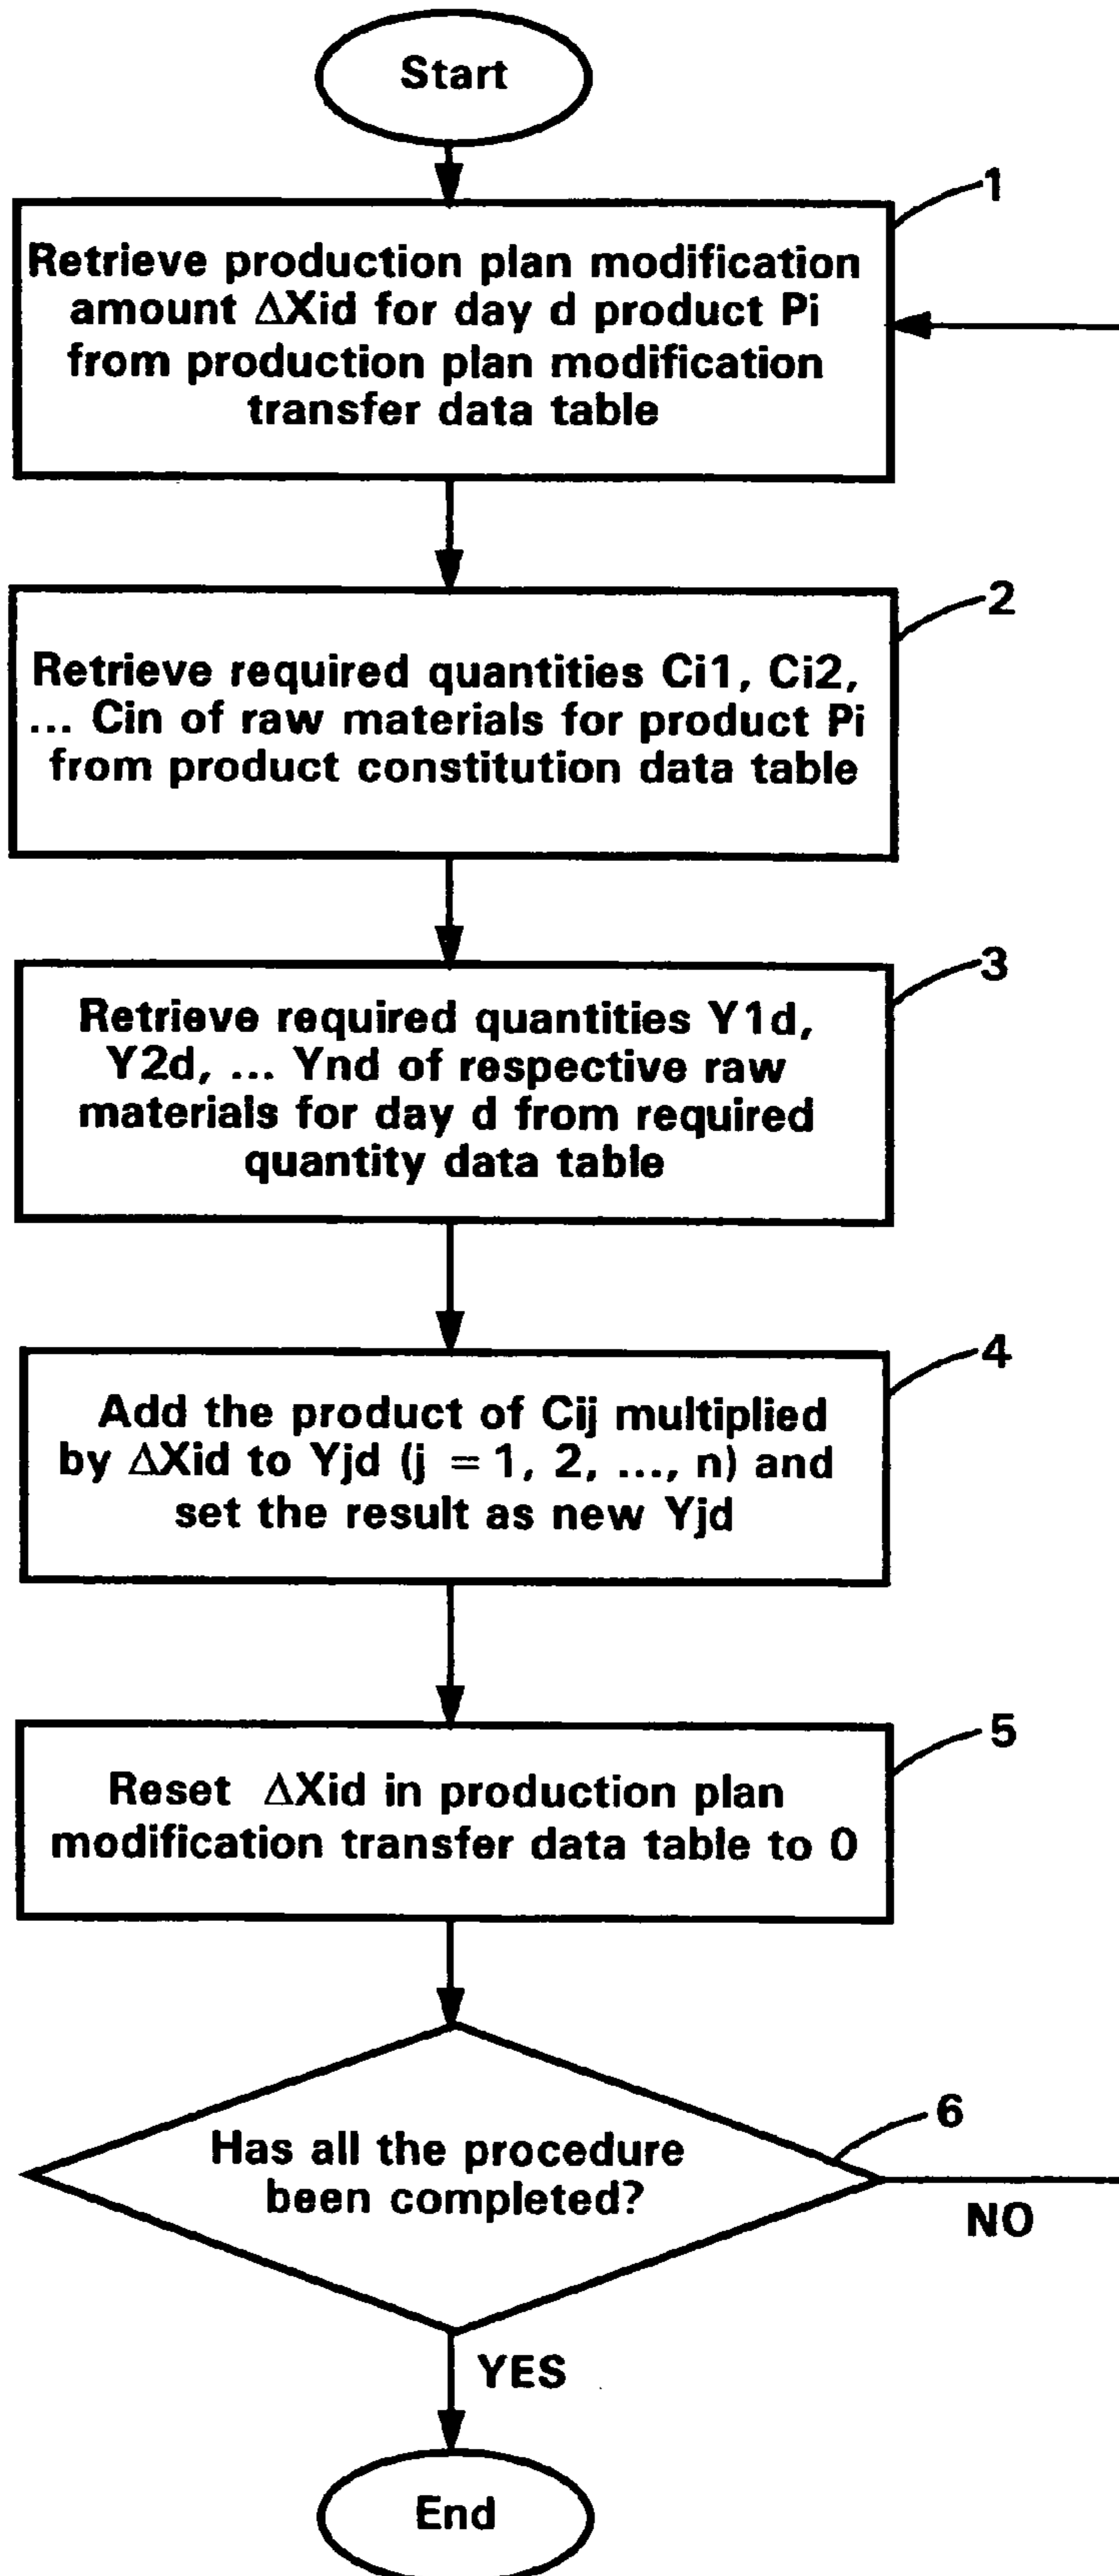 Start
1
Retrieve production plan modification
amount ΔXid for day d product Pi
from production plan modification
transfer data table
2
Retrieve required quantities Ci1, Ci2,
... Cin of raw materials for product Pi
from product constitution data table
3
Retrieve required quantities Y1d,
Y2d, ... Ynd of respective raw
materials for day d from required
quantity data table
4
Add the product of Cij multiplied
by ΔXid to Yjd (j = 1, 2, ..., n) and
set the result as new Yjd
5
Reset ΔXid in production plan
modification transfer data table to 0
6
Has all the procedure
been completed?
NO
YES
End